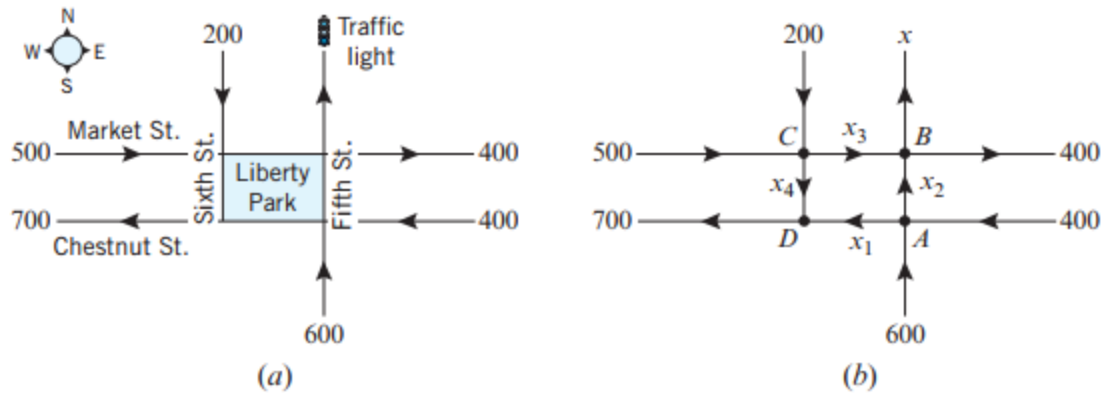 N
W E
S
200
Traffic
light
Market St.
500
400
Sixth St.
Liberty
Park
Fifth St.
700
400
Chestnut St.
600
(a)
200 x
500 C x₃ B 400
x₄ x₂
700 D x₁ A 400
600
(b)